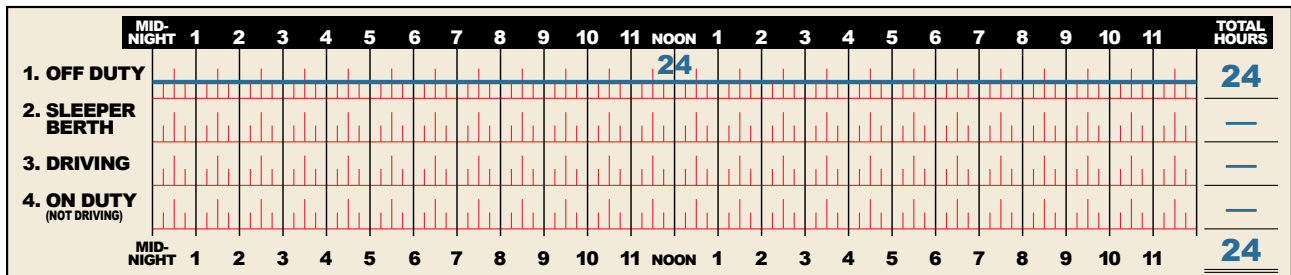 MID-NIGHT 1 2 3 4 5 6 7 8 9 10 11 NOON 1 2 3 4 5 6 7 8 9 10 11 TOTAL HOURS
24
1. OFF DUTY 24
2. SLEEPER BERTH —
3. DRIVING —
4. ON DUTY —
(NOT DRIVING)
MID-NIGHT 1 2 3 4 5 6 7 8 9 10 11 NOON 1 2 3 4 5 6 7 8 9 10 11 24